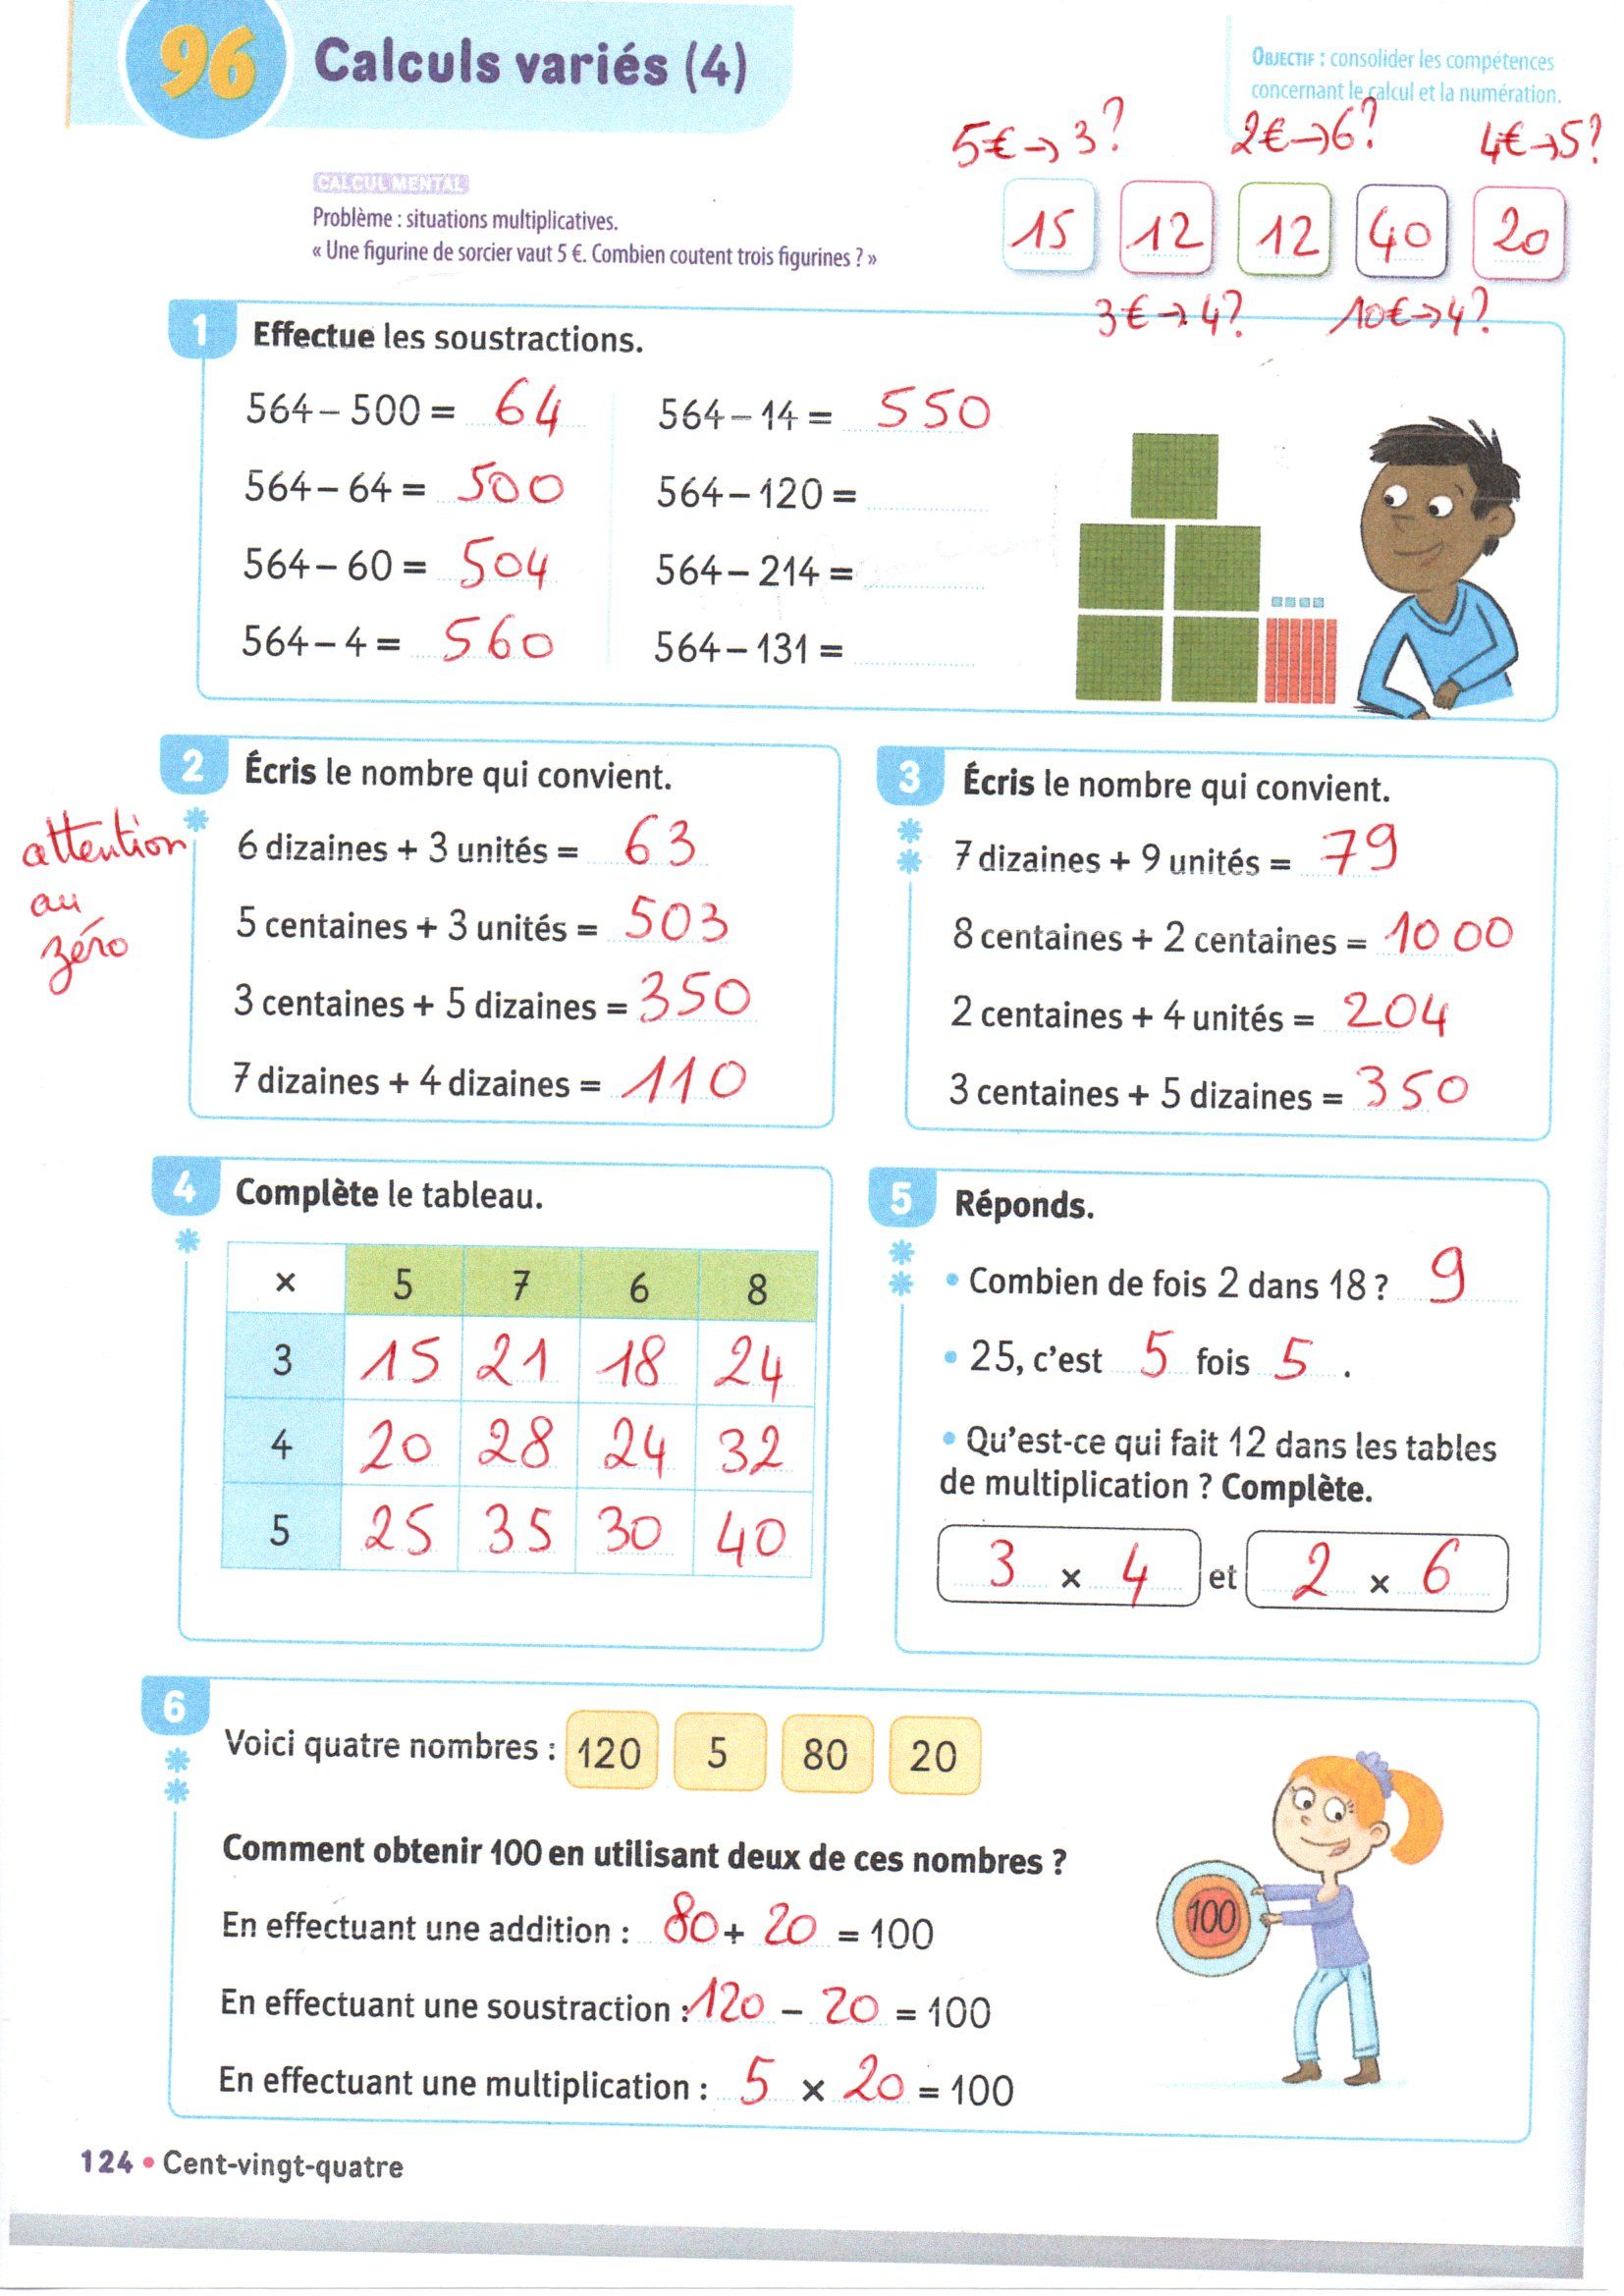 96 Calculs variés (4)
OBJECTIF : consolider les compétences
concernant le calcul et la numération.
5€→3? 2€→6? 4€→5?
CALCUL MENTAL
Problème : situations multiplicatives.
« Une figurine de sorcier vaut 5 €. Combien coutent trois figurines ? »
15 12 12 40 20
3€→4? 10€→4?
1 Effectue les soustractions.
564 – 500 = 64
564 – 64 = 500
564 – 60 = 504
564 – 4 = 560
564 – 14 = 550
564 – 120 =
564 – 214 =
564 – 131 =
2 Écris le nombre qui convient.
attention
au
zéro
6 dizaines + 3 unités = 63
5 centaines + 3 unités = 503
3 centaines + 5 dizaines = 350
7 dizaines + 4 dizaines = 110
3 Écris le nombre qui convient.
7 dizaines + 9 unités = 79
8 centaines + 2 centaines = 1000
2 centaines + 4 unités = 204
3 centaines + 5 dizaines = 350
4 Complète le tableau.
× 5 7 6 8
3 15 21 18 24
4 20 28 24 32
5 25 35 30 40
5 Réponds.
• Combien de fois 2 dans 18 ? 9
• 25, c'est 5 fois 5 .
• Qu'est-ce qui fait 12 dans les tables
de multiplication ? Complète.
3 × 4 et 2 × 6
6
Voici quatre nombres : 120 5 80 20
Comment obtenir 100 en utilisant deux de ces nombres ?
En effectuant une addition : 80 + 20 = 100
En effectuant une soustraction : 120 – 20 = 100
En effectuant une multiplication : 5 × 20 = 100
100
124 • Cent-vingt-quatre